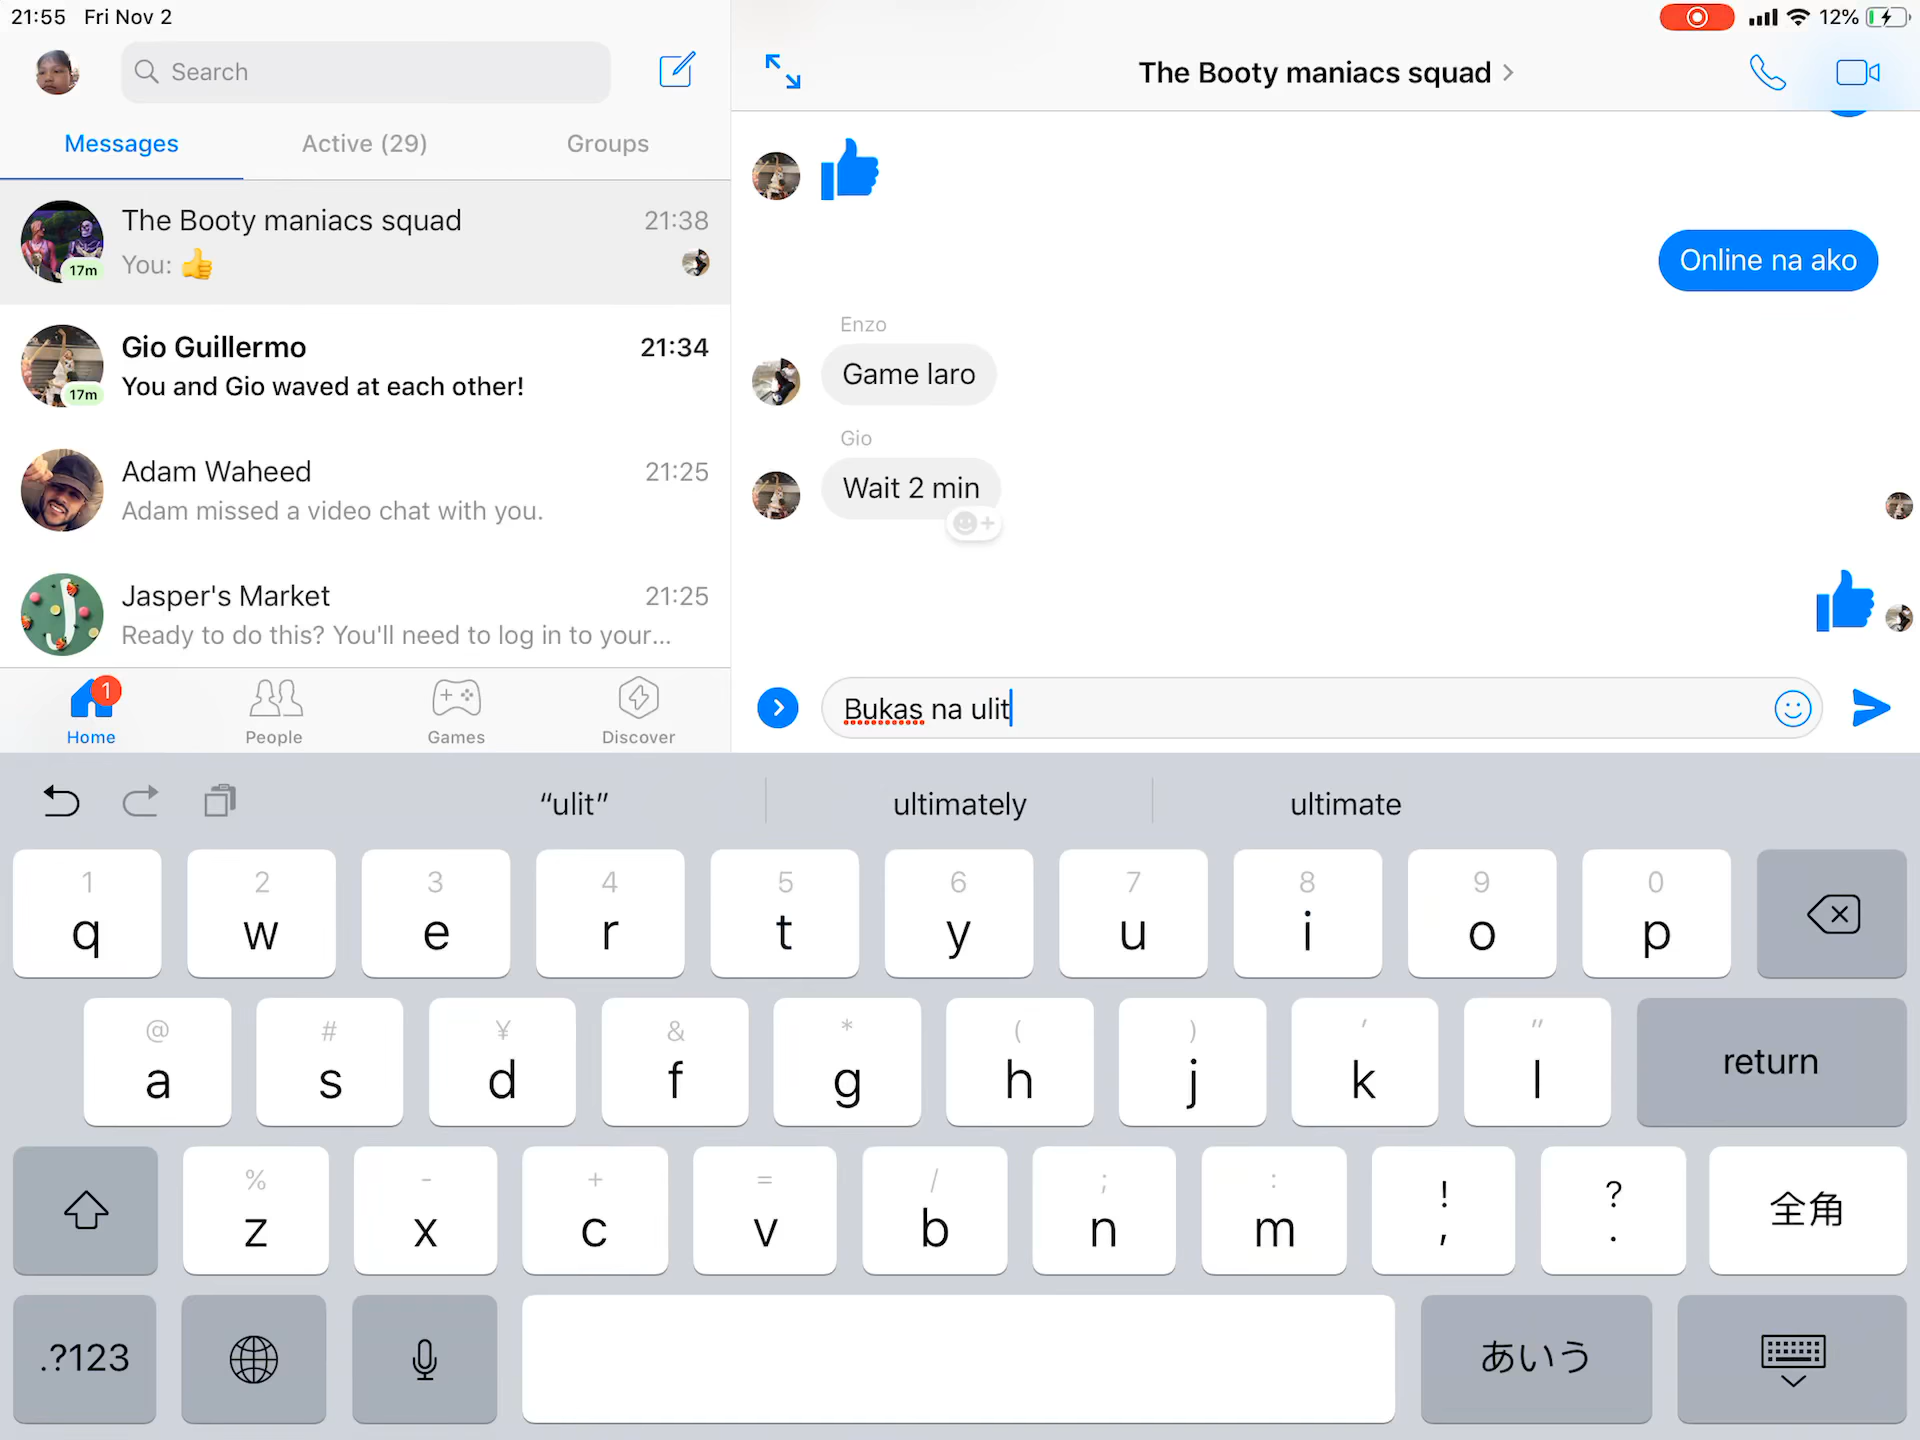 21:55 Fri Nov 2
12%
Search
Messages
Active (29)
Groups
The Booty maniacs squad
21:38
You: 👍
17m
Gio Guillermo
21:34
You and Gio waved at each other!
17m
Adam Waheed
21:25
Adam missed a video chat with you.
Jasper's Market
21:25
Ready to do this? You'll need to log in to your...
1
Home
People
Games
Discover
The Booty maniacs squad
Online na ako
Enzo
Game laro
Gio
Wait 2 min
Bukas na ulit
“ulit”
ultimately
ultimate
1 2 3 4 5 6 7 8 9 0
q w e r t y u i o p
@ # ¥ & * ( ) ' "
a s d f g h j k l
return
% - + = / ; : ! ?
z x c v b n m , .
全角
.?123
あいう